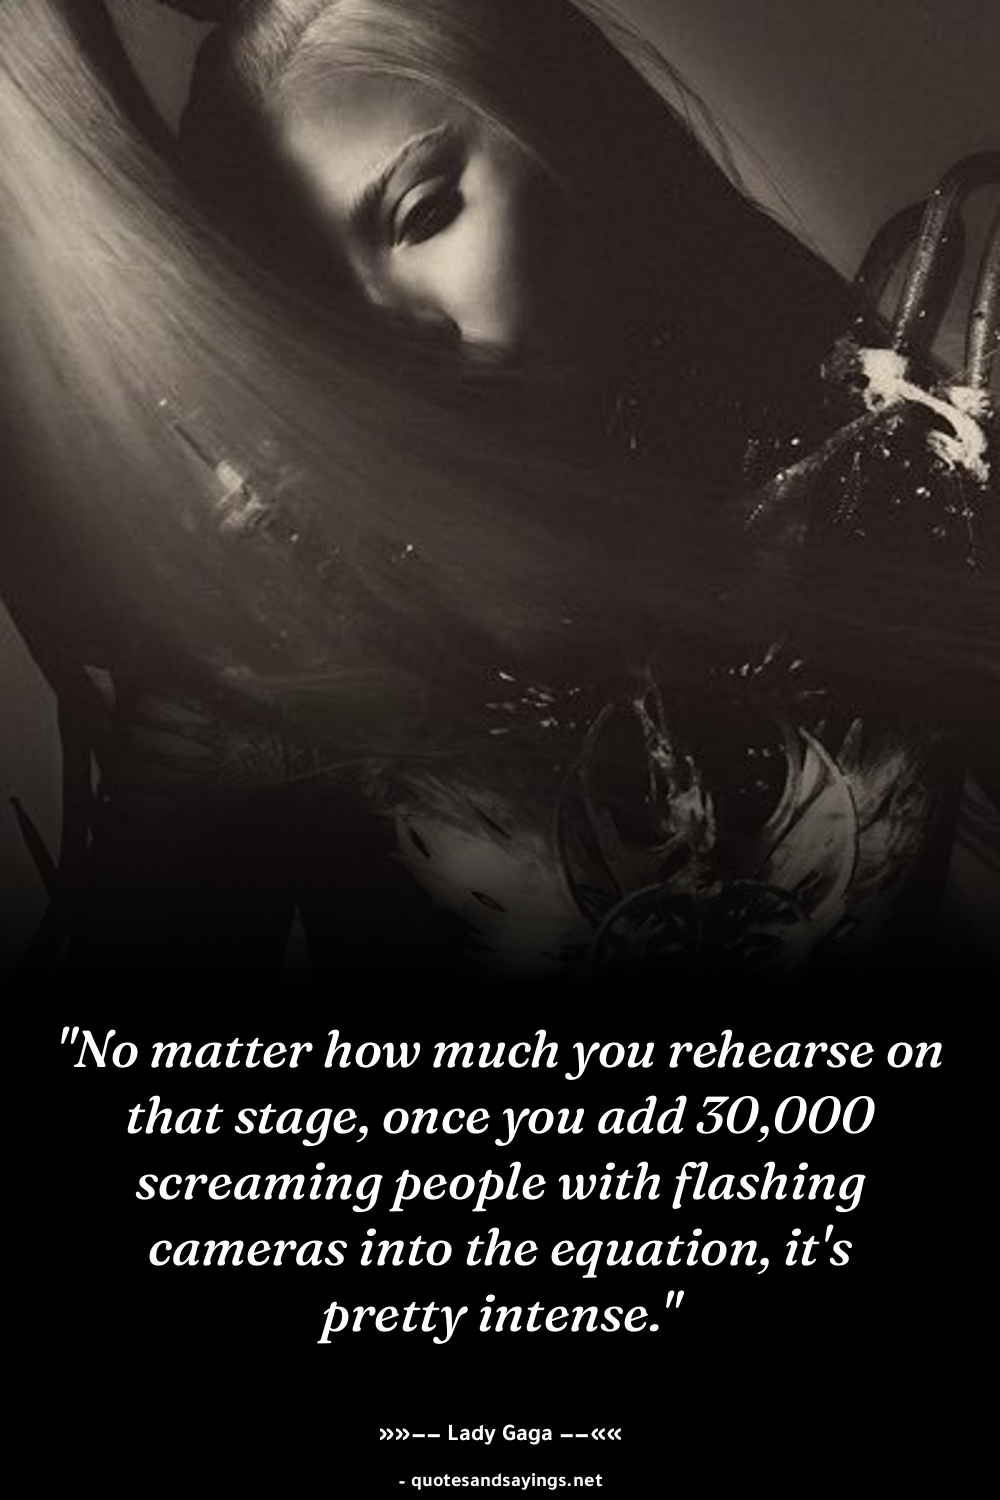 "No matter how much you rehearse on
that stage, once you add 30,000
screaming people with flashing
cameras into the equation, it's
pretty intense."
»»–– Lady Gaga ––««
- quotesandsayings.net